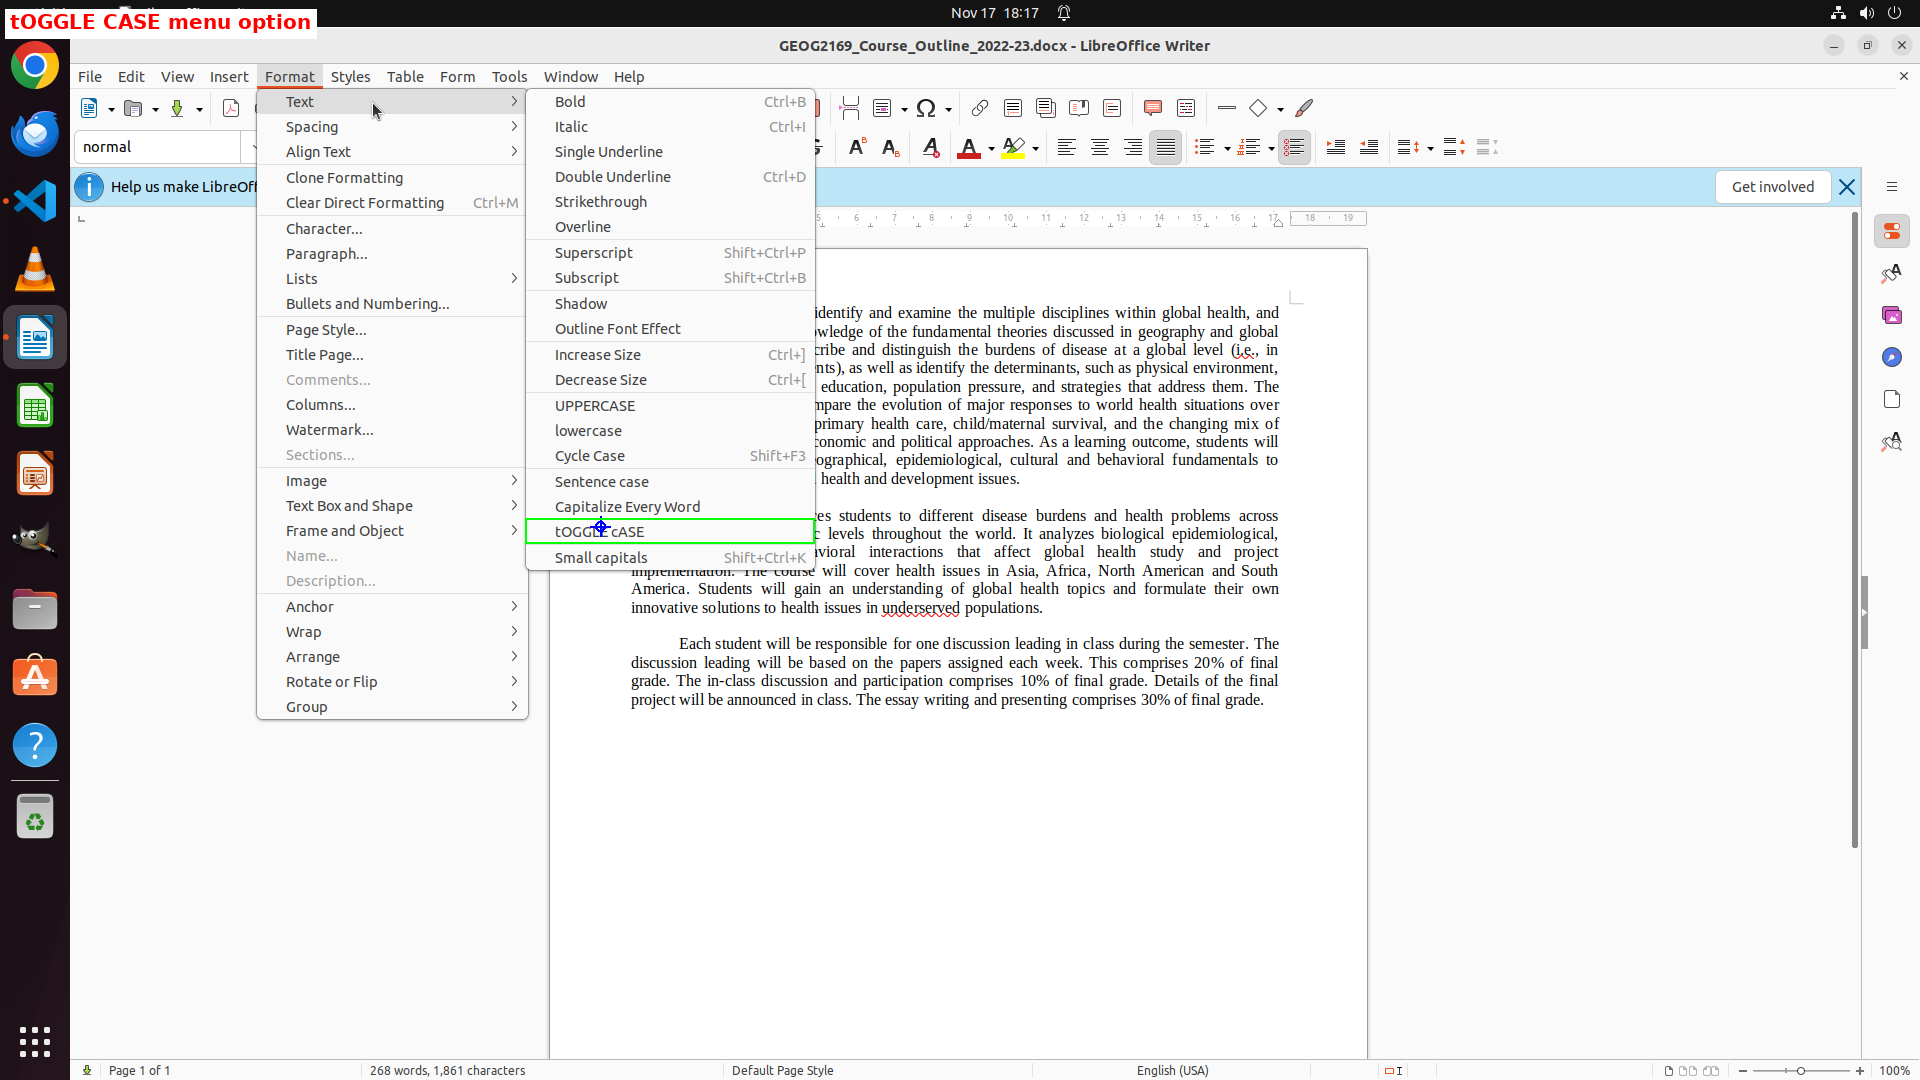 tOGGLE CASE menu option
Nov 17 18:17
GEOG2169_Course_Outline_2022-23.docx - LibreOffice Writer
File Edit View Insert Format Styles Table Form Tools Window Help
normal
Help us make LibreOff
Get involved
Text
Spacing
Align Text
Clone Formatting
Clear Direct Formatting Ctrl+M
Character...
Paragraph...
Lists
Bullets and Numbering...
Page Style...
Title Page...
Comments...
Columns...
Watermark...
Sections...
Image
Text Box and Shape
Frame and Object
Name...
Description...
Anchor
Wrap
Arrange
Rotate or Flip
Group
Bold Ctrl+B
Italic Ctrl+I
Single Underline
Double Underline Ctrl+D
Strikethrough
Overline
Superscript Shift+Ctrl+P
Subscript Shift+Ctrl+B
Shadow
Outline Font Effect
Increase Size Ctrl+]
Decrease Size Ctrl+[
UPPERCASE
lowercase
Cycle Case Shift+F3
Sentence case
Capitalize Every Word
tOGGLE cASE
Small capitals Shift+Ctrl+K
6 7 8 9 10 11 12 13 14 15 16 17 18 19
identify and examine the multiple disciplines within global health, and
wledge of the fundamental theories discussed in geography and global
cribe and distinguish the burdens of disease at a global level (i.e., in
nts), as well as identify the determinants, such as physical environment,
education, population pressure, and strategies that address them. The
mpare the evolution of major responses to world health situations over
primary health care, child/maternal survival, and the changing mix of
conomic and political approaches. As a learning outcome, students will
ographical, epidemiological, cultural and behavioral fundamentals to
health and development issues.
es students to different disease burdens and health problems across
c levels throughout the world. It analyzes biological epidemiological,
avioral interactions that affect global health study and project
implementation. The course will cover health issues in Asia, Africa, North American and South
America. Students will gain an understanding of global health topics and formulate their own
innovative solutions to health issues in underserved populations.
Each student will be responsible for one discussion leading in class during the semester. The
discussion leading will be based on the papers assigned each week. This comprises 20% of final
grade. The in-class discussion and participation comprises 10% of final grade. Details of the final
project will be announced in class. The essay writing and presenting comprises 30% of final grade.
Page 1 of 1 268 words, 1,861 characters Default Page Style English (USA) 100%